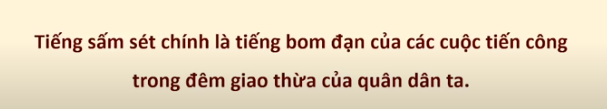 Tiếng sấm sét chính là tiếng bom đạn của các cuộc tiến công
trong đêm giao thừa của quân dân ta.